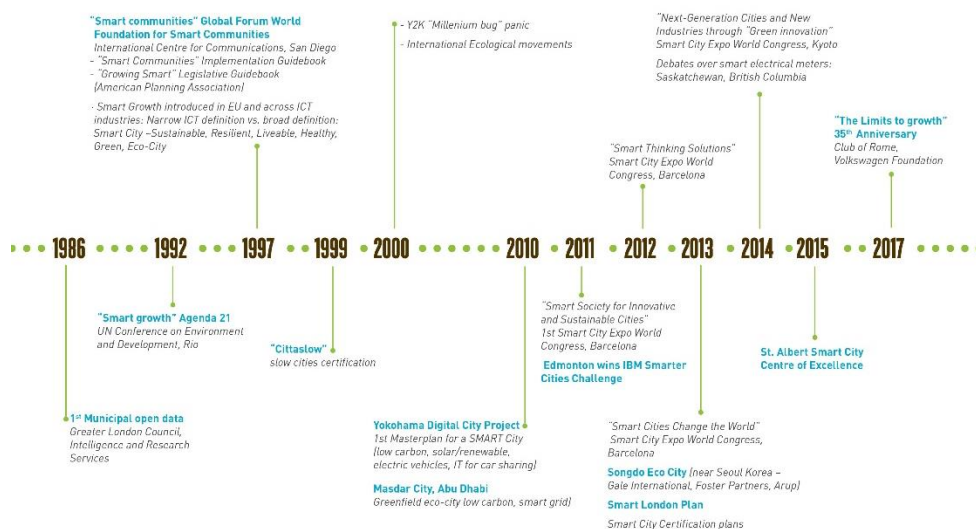 “Smart communities” Global Forum World
Foundation for Smart Communities
International Centre for Communications, San Diego
- “Smart Communities” Implementation Guidebook
- “Growing Smart” Legislative Guidebook
(American Planning Association)
- Smart Growth introduced in EU and across ICT
industries: Narrow ICT definition vs. broad definition:
Smart City –Sustainable, Resilient, Liveable, Healthy,
Green, Eco-City
- Y2K “Millenium bug” panic
- International Ecological movements
“Smart Thinking Solutions”
Smart City Expo World
Congress, Barcelona
“Next-Generation Cities and New
Industries through “Green innovation”
Smart City Expo World Congress, Kyoto
Debates over smart electrical meters:
Saskatchewan, British Columbia
“The Limits to growth”
35th Anniversary
Club of Rome,
Volkswagen Foundation
1986 1992 1997 1999 2000 2010 2011 2012 2013 2014 2015 2017
1st Municipal open data
Greater London Council,
Intelligence and Research
Services
“Smart growth” Agenda 21
UN Conference on Environment
and Development, Rio
“Cittaslow”
slow cities certification
Yokohama Digital City Project
1st Masterplan for a SMART City
(low carbon, solar/renewable,
electric vehicles, IT for car sharing)
Masdar City, Abu Dhabi
Greenfield eco-city low carbon, smart grid)
“Smart Society for Innovative
and Sustainable Cities”
1st Smart City Expo World
Congress, Barcelona
Edmonton wins IBM Smarter
Cities Challenge
“Smart Cities Change the World”
Smart City Expo World Congress,
Barcelona
Songdo Eco City (near Seoul Korea –
Gale International, Foster Partners, Arup)
Smart London Plan
Smart City Certification plans
St. Albert Smart City
Centre of Excellence